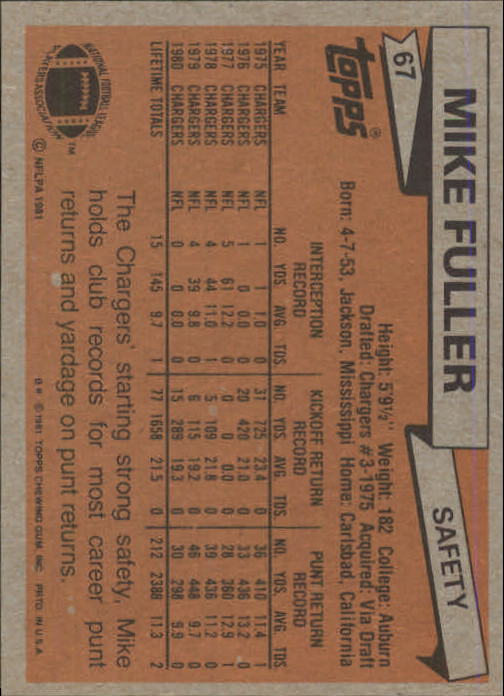 67
MIKE FULLER
SAFETY
topps®
Height: 5'9½" Weight: 182 College: Auburn
Drafted: Chargers #3-1975 Acquired: Via Draft
Born: 4-7-53, Jackson, Mississippi Home: Carlsbad, California
INTERCEPTION RECORD KICKOFF RETURN RECORD PUNT RETURN RECORD
YEAR TEAM NO. YDS. AVG. TDS NO. YDS. AVG. TDS NO. YDS. AVG. TDS
1975 CHARGERS NFL 1 1 1.0 0 31 725 23.4 0 36 410 11.4 1
1976 CHARGERS NFL 1 0 0.0 0 20 420 21.0 0 33 436 13.2 0
1977 CHARGERS NFL 5 61 12.2 0 0 0 0.0 0 28 360 12.9 1
1978 CHARGERS NFL 4 44 11.0 1 5 109 21.8 0 39 436 11.2 0
1979 CHARGERS NFL 4 39 9.8 0 6 115 19.2 0 46 448 9.7 0
1980 CHARGERS NFL 0 0 0.0 0 15 289 19.3 0 30 298 9.9 0
LIFETIME TOTALS 15 145 9.7 1 77 1658 21.5 0 212 2388 11.3 2
The Chargers' starting strong safety, Mike
holds club records for most career punt
returns and yardage on punt returns.
NATIONAL FOOTBALL LEAGUE
PLAYERS ASSOCIATION
TM
© NFLPA 1981
© 1981 TOPPS CHEWING GUM, INC. PRTD. IN U.S.A.